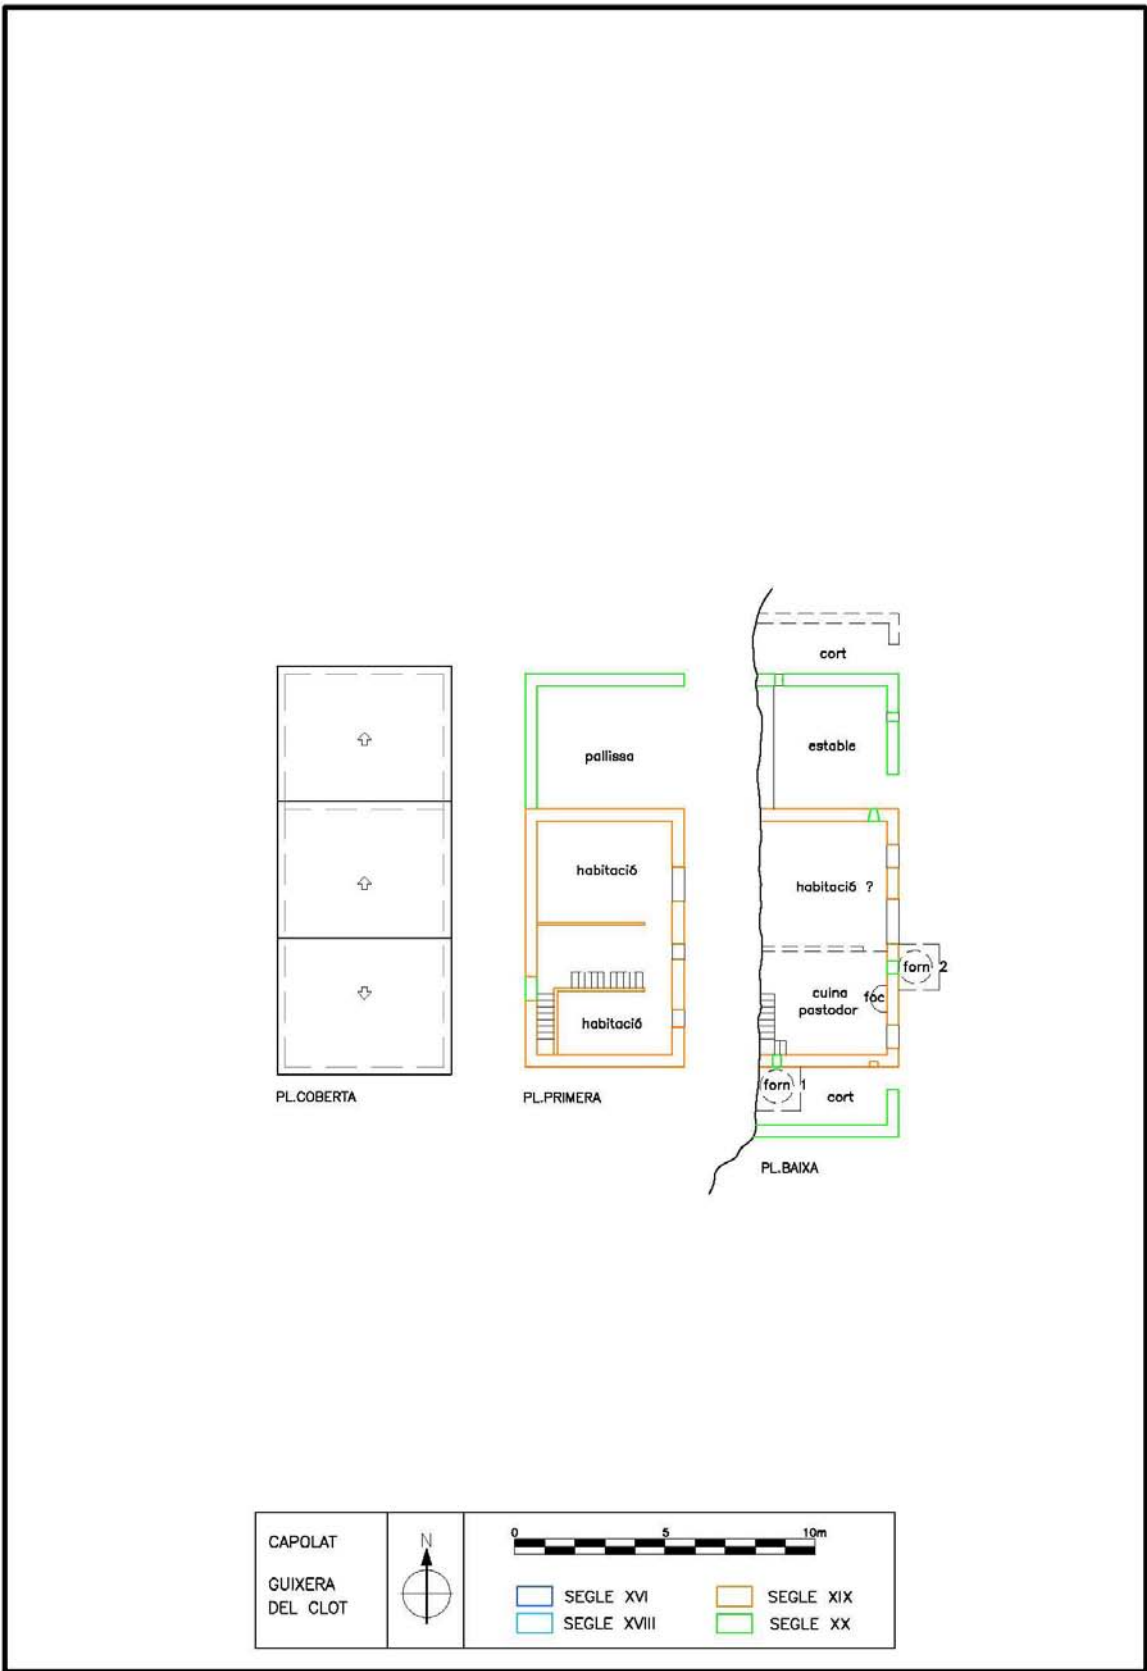 cort
pallissa
estable
habitació
habitació ?
forn 2
cuina
pastador
foc
habitació
forn 1
cort
PL.COBERTA
PL.PRIMERA
PL.BAIXA
CAPOLAT
GUIXERA
DEL CLOT
N
0 5 10m
SEGLE XVI
SEGLE XIX
SEGLE XVIII
SEGLE XX